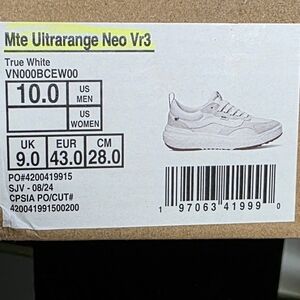 Mte Ultrarange Neo Vr3
True White
VN000BCEW00
10.0 US MEN
US WOMEN
UK EUR CM
9.0 43.0 28.0
PO#4200419915
SJV - 08/24
CPSIA PO/CUT#
420041991500200
1 97063 41999 0